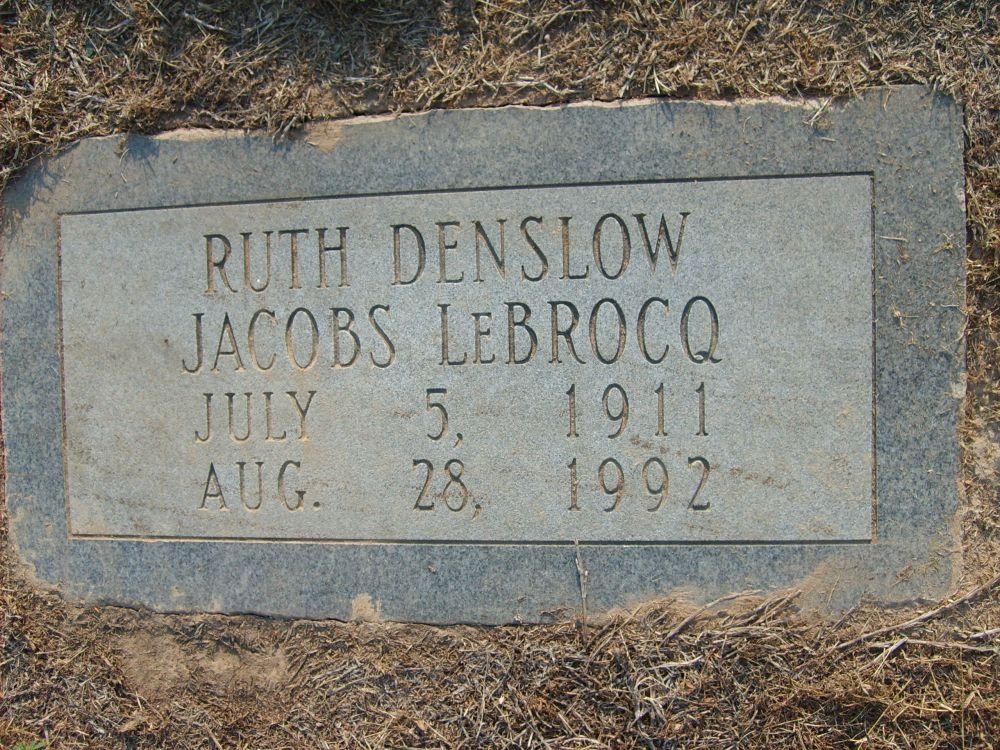 RUTH DENSLOW
JACOBS LeBROCQ
JULY 5, 1911
AUG. 28, 1992